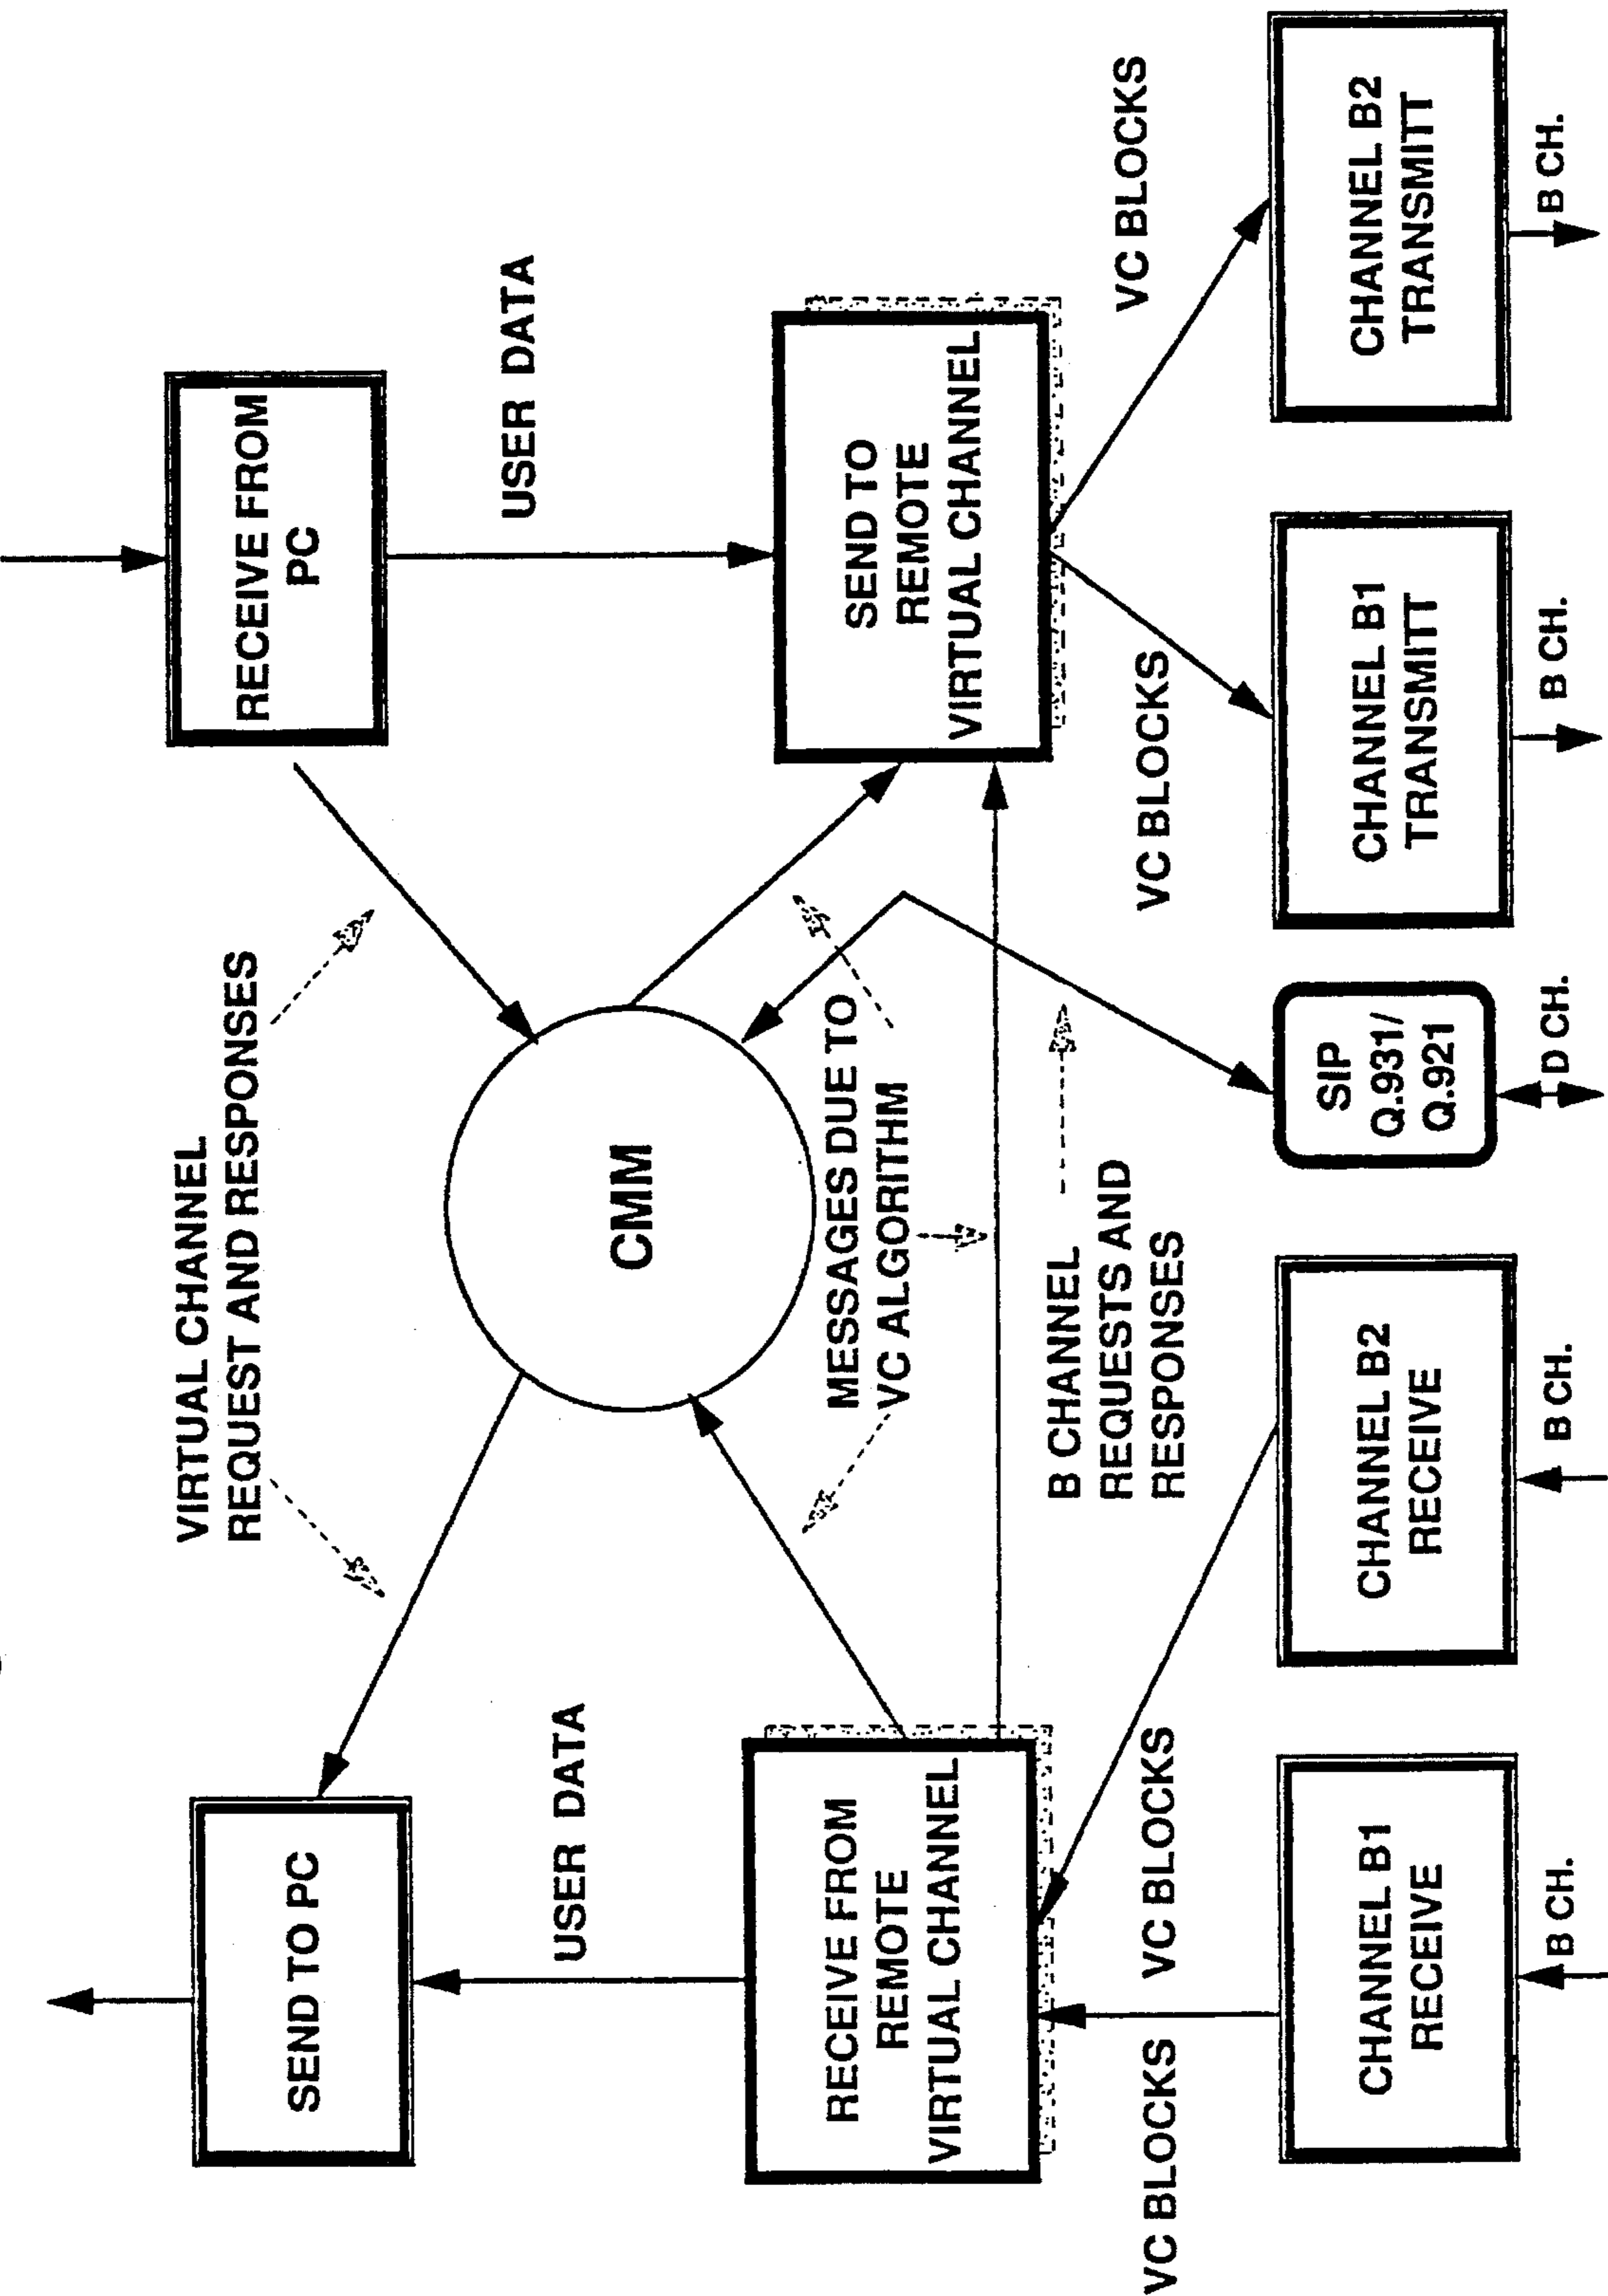 SEND TO PC
VIRTUAL CHANNEL
REQUEST AND RESPONSES
RECEIVE FROM
PC
USER DATA
CMM
USER DATA
RECEIVE FROM
REMOTE
VIRTUAL CHANNEL
MESSAGES DUE TO
VC ALGORITHM
SEND TO
REMOTE
VIRTUAL CHANNEL
VC BLOCKS
VC BLOCKS
B CHANNEL
REQUESTS AND
RESPONSES
VC BLOCKS
VC BLOCKS
CHANNEL B1
RECEIVE
CHANNEL B2
RECEIVE
SIP
Q.931/
Q.921
CHANNEL B1
TRANSMITT
CHANNEL B2
TRANSMITT
B CH.
B CH.
D CH.
B CH.
B CH.